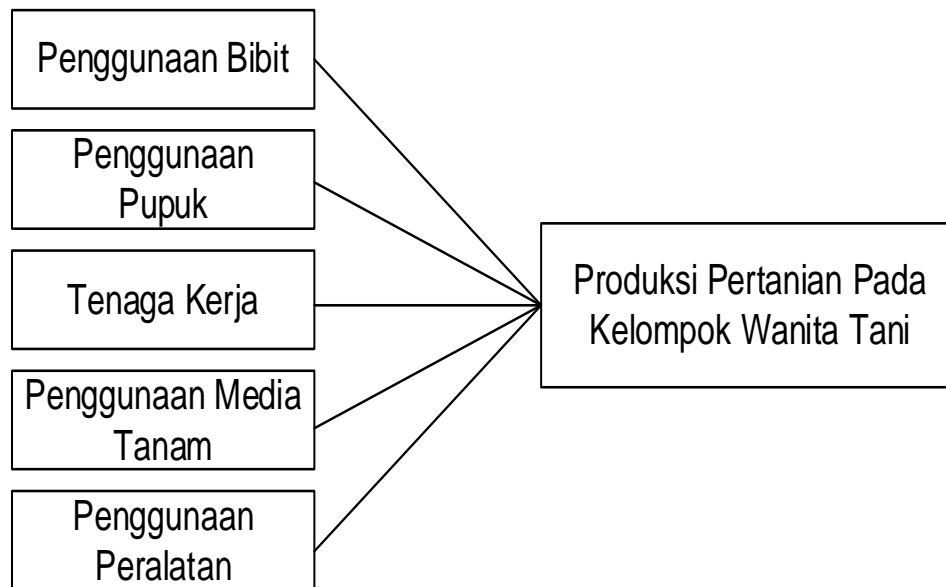 Penggunaan Bibit
Penggunaan
Pupuk
Tenaga Kerja
Penggunaan Media
Tanam
Penggunaan
Peralatan
Produksi Pertanian Pada
Kelompok Wanita Tani